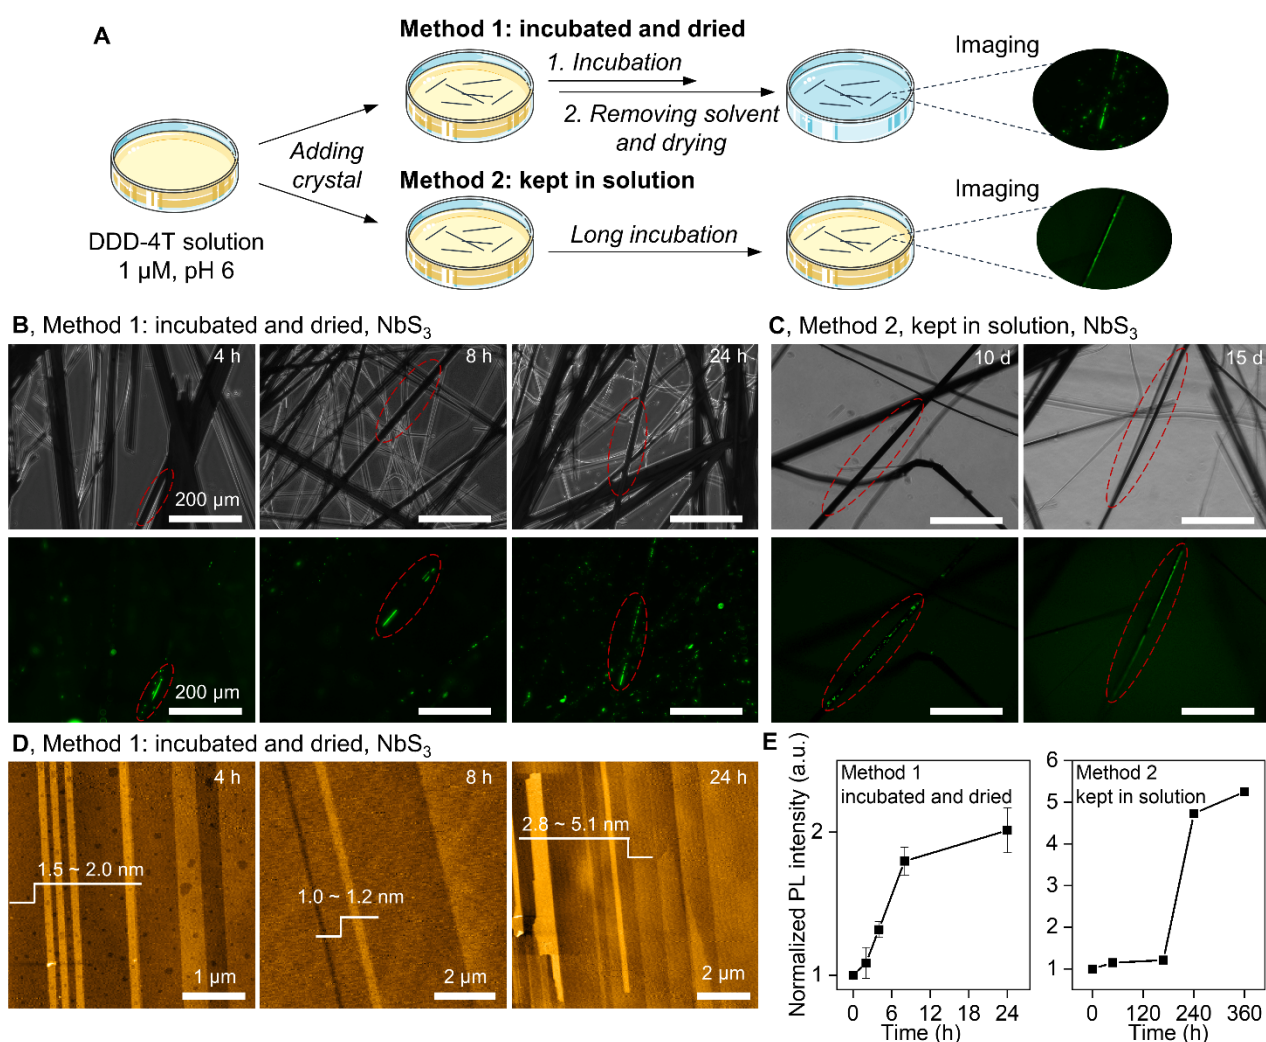 A
Method 1: incubated and dried
1. Incubation
2. Removing solvent
and drying
Imaging
Adding
crystal
DDD-4T solution
1 μM, pH 6
Method 2: kept in solution
Long incubation
Imaging
B, Method 1: incubated and dried, NbS3
4 h
8 h
24 h
200 μm
200 μm
C, Method 2, kept in solution, NbS3
10 d
15 d
D, Method 1: incubated and dried, NbS3
4 h
8 h
24 h
1.5 ~ 2.0 nm
1.0 ~ 1.2 nm
2.8 ~ 5.1 nm
1 μm
2 μm
2 μm
E
Normalized PL intensity (a.u.)
Method 1
incubated and dried
2
1
0 6 12 18 24
Time (h)
Method 2
kept in solution
6
5
4
3
2
1
0 120 240 360
Time (h)